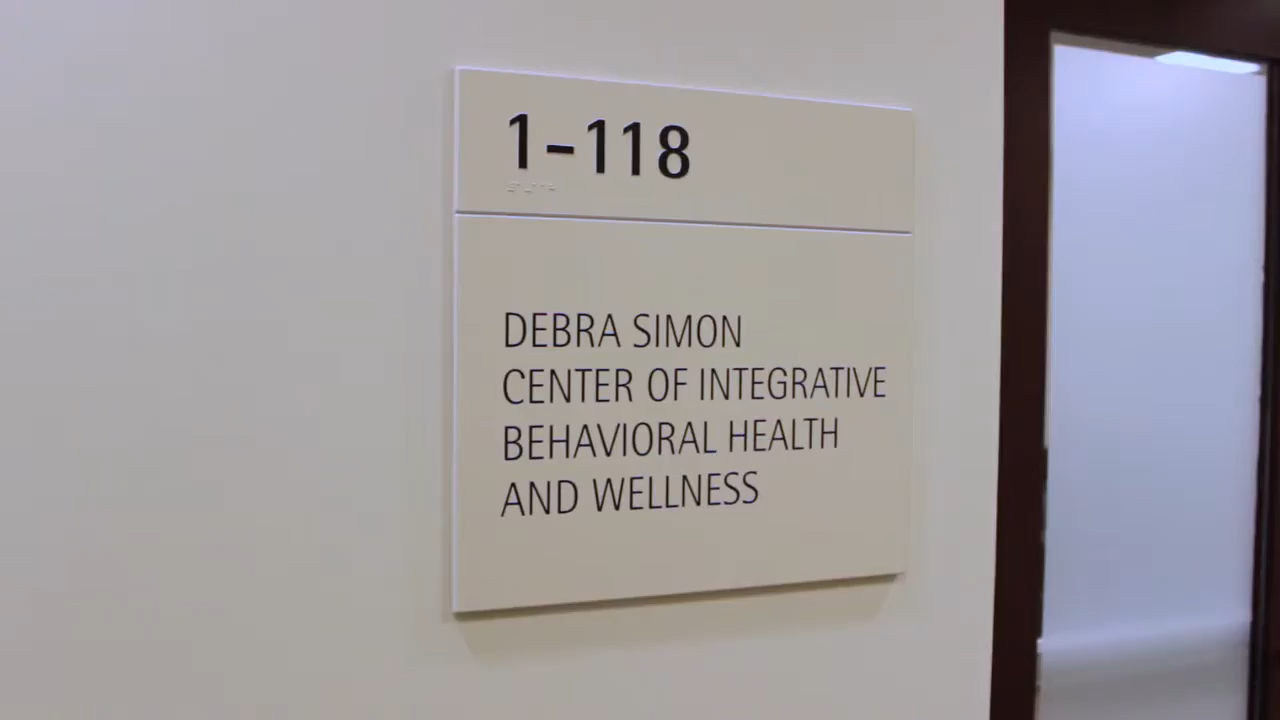 1-118
DEBRA SIMON
CENTER OF INTEGRATIVE
BEHAVIORAL HEALTH
AND WELLNESS